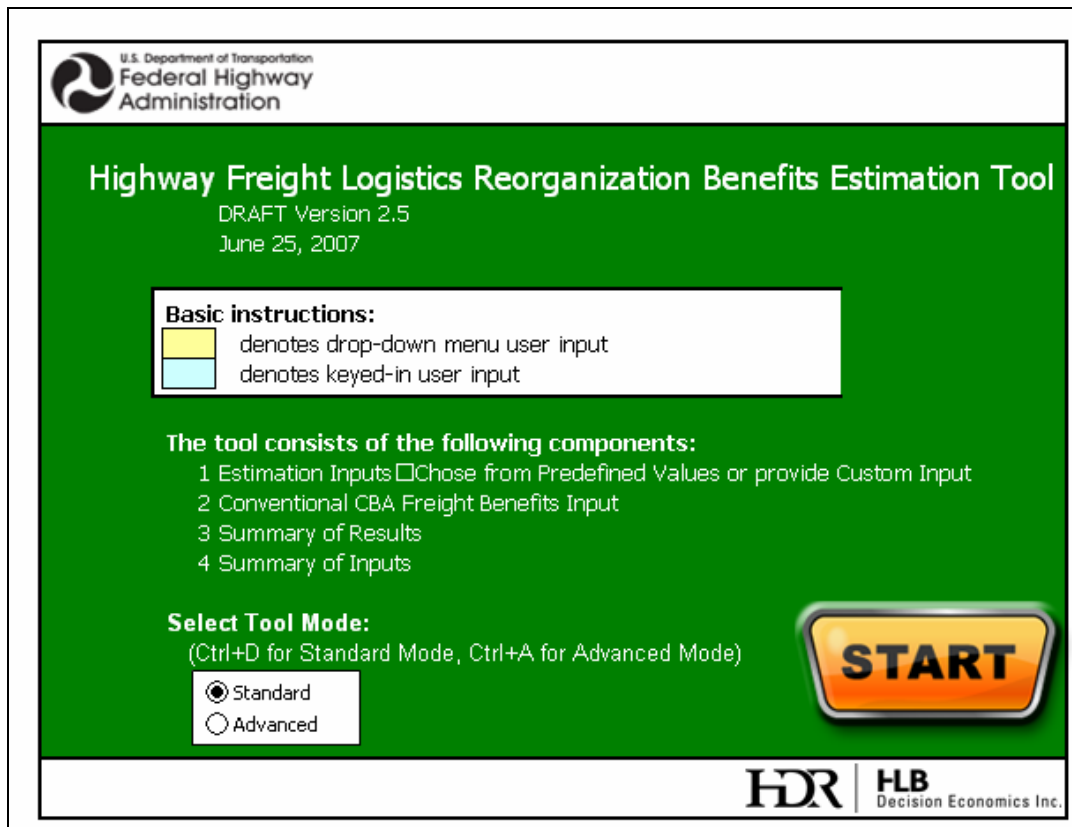 U.S. Department of Transportation
Federal Highway
Administration
Highway Freight Logistics Reorganization Benefits Estimation Tool
DRAFT Version 2.5
June 25, 2007
Basic instructions:
denotes drop-down menu user input
denotes keyed-in user input
The tool consists of the following components:
1 Estimation Inputs□Chose from Predefined Values or provide Custom Input
2 Conventional CBA Freight Benefits Input
3 Summary of Results
4 Summary of Inputs
Select Tool Mode:
(Ctrl+D for Standard Mode, Ctrl+A for Advanced Mode)
Standard
Advanced
START
HDR
HLB
Decision Economics Inc.